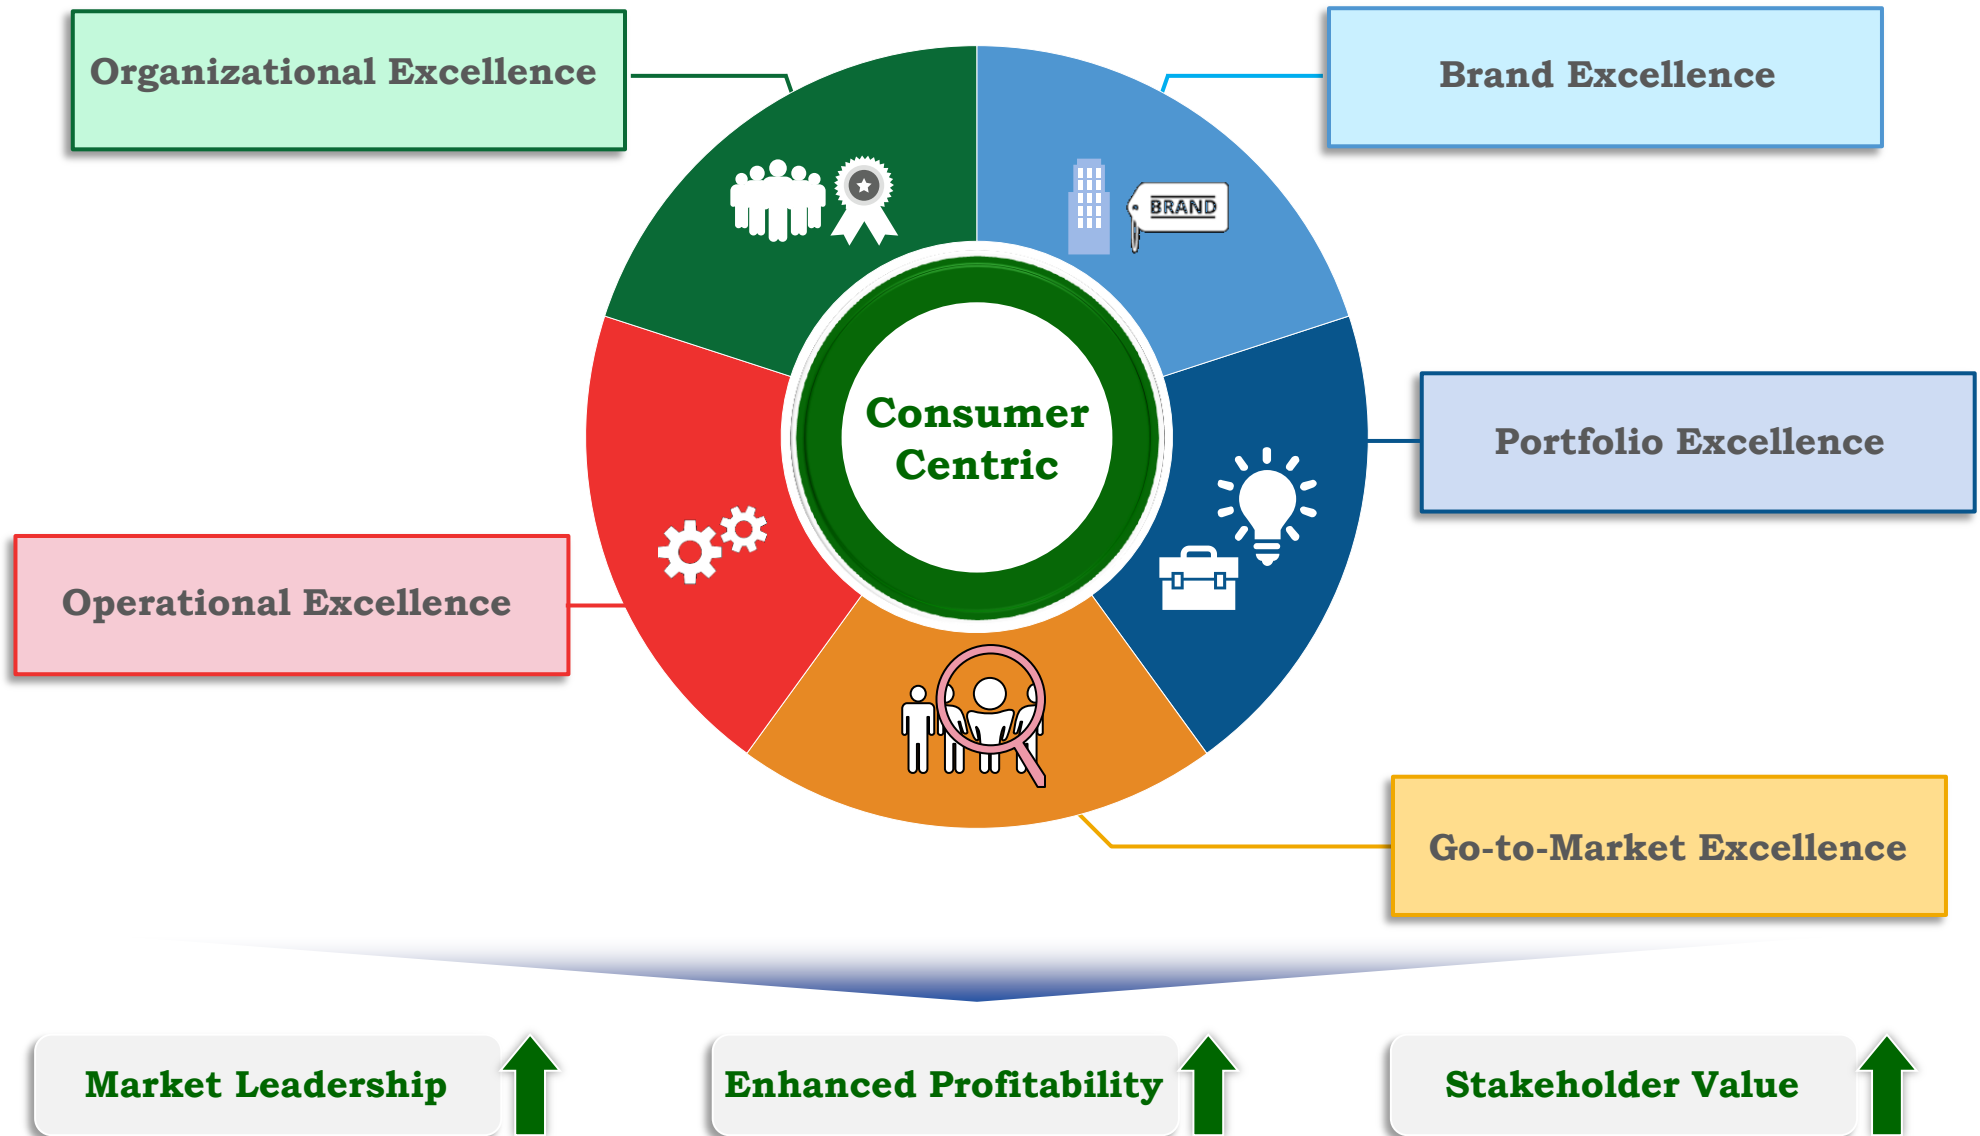 Organizational Excellence
Brand Excellence
BRAND
Consumer
Centric
Portfolio Excellence
Operational Excellence
Go-to-Market Excellence
Market Leadership
Enhanced Profitability
Stakeholder Value